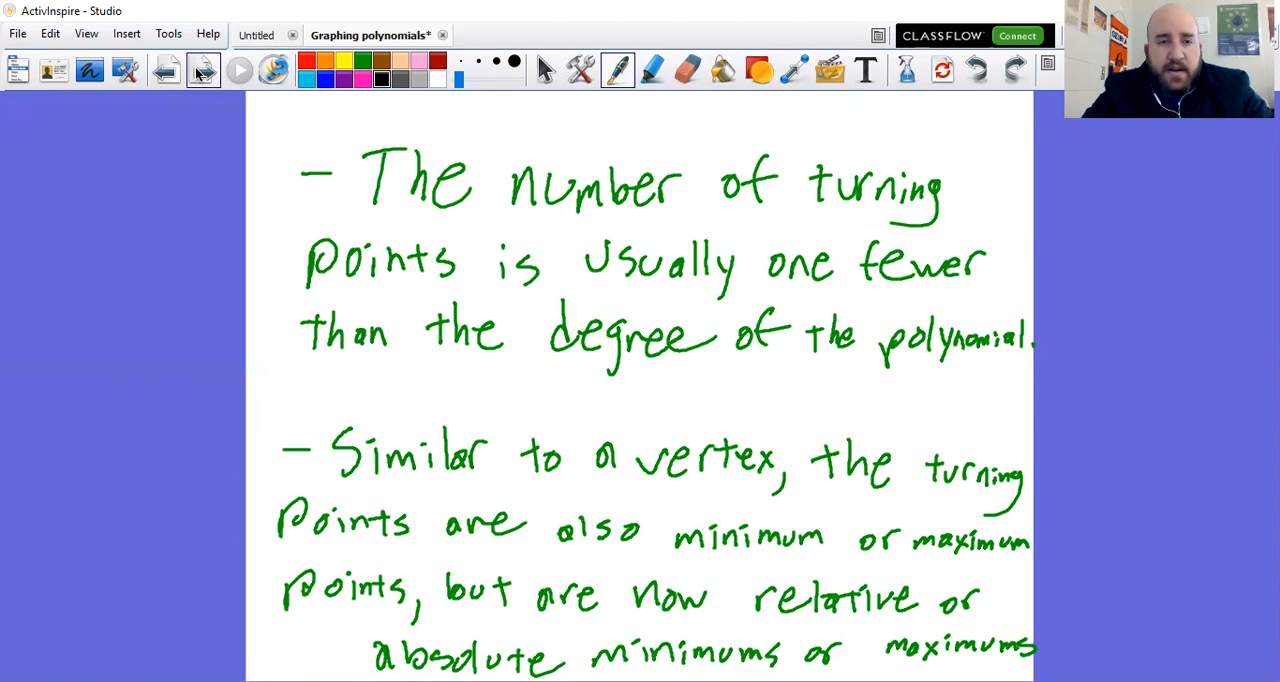 ActivInspire - Studio
File Edit View Insert Tools Help Untitled Graphing polynomials* CLASSFLOW Connect
- The number of turning
points is usually one fewer
than the degree of the polynomial.
- Similar to a vertex, the turning
points are also minimum or maximum
points, but are now relative or
absolute minimums or maximums